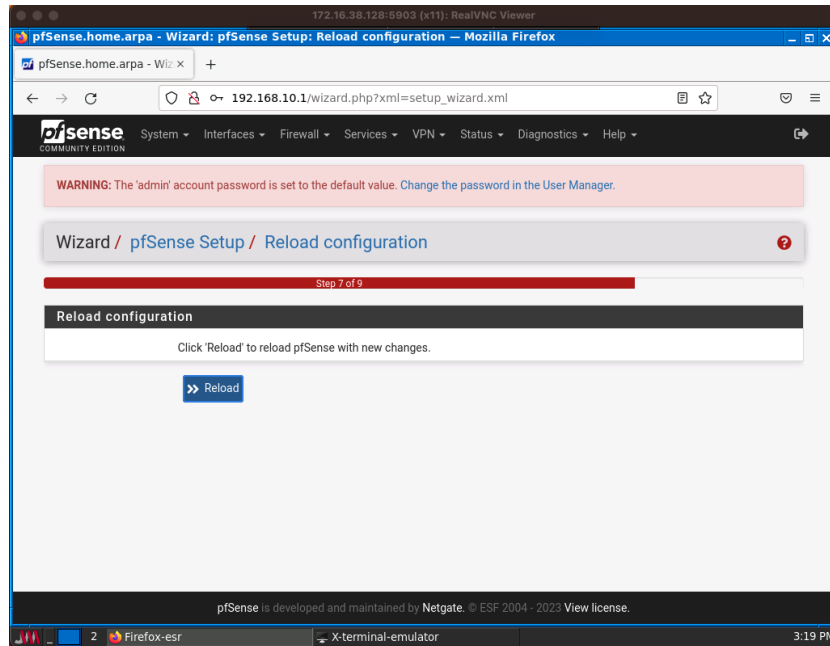 172.16.38.128:5903 (x11): RealVNC Viewer
pfSense.home.arpa - Wizard: pfSense Setup: Reload configuration — Mozilla Firefox
pfSense.home.arpa - Wiz × +
192.168.10.1/wizard.php?xml=setup_wizard.xml
pfsense System Interfaces Firewall Services VPN Status Diagnostics Help
COMMUNITY EDITION
WARNING: The 'admin' account password is set to the default value. Change the password in the User Manager.
Wizard / pfSense Setup / Reload configuration
Step 7 of 9
Reload configuration
Click 'Reload' to reload pfSense with new changes.
Reload
pfSense is developed and maintained by Netgate. © ESF 2004 - 2023 View license.
2 Firefox-esr X-terminal-emulator 3:19 PM